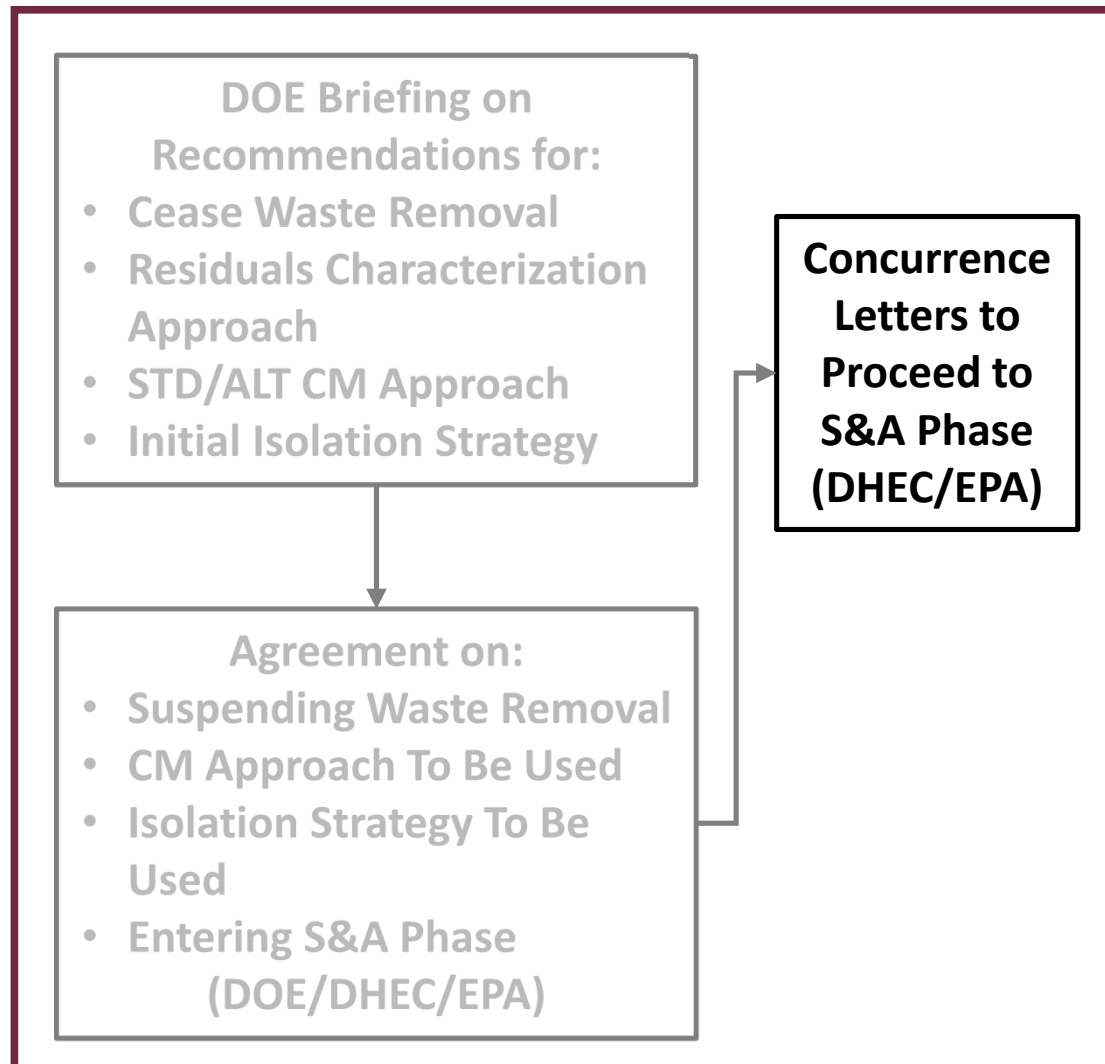 DOE Briefing on
Recommendations for:
• Cease Waste Removal
• Residuals Characterization
Approach
• STD/ALT CM Approach
• Initial Isolation Strategy
Concurrence
Letters to
Proceed to
S&A Phase
(DHEC/EPA)
Agreement on:
• Suspending Waste Removal
• CM Approach To Be Used
• Isolation Strategy To Be
Used
• Entering S&A Phase
(DOE/DHEC/EPA)